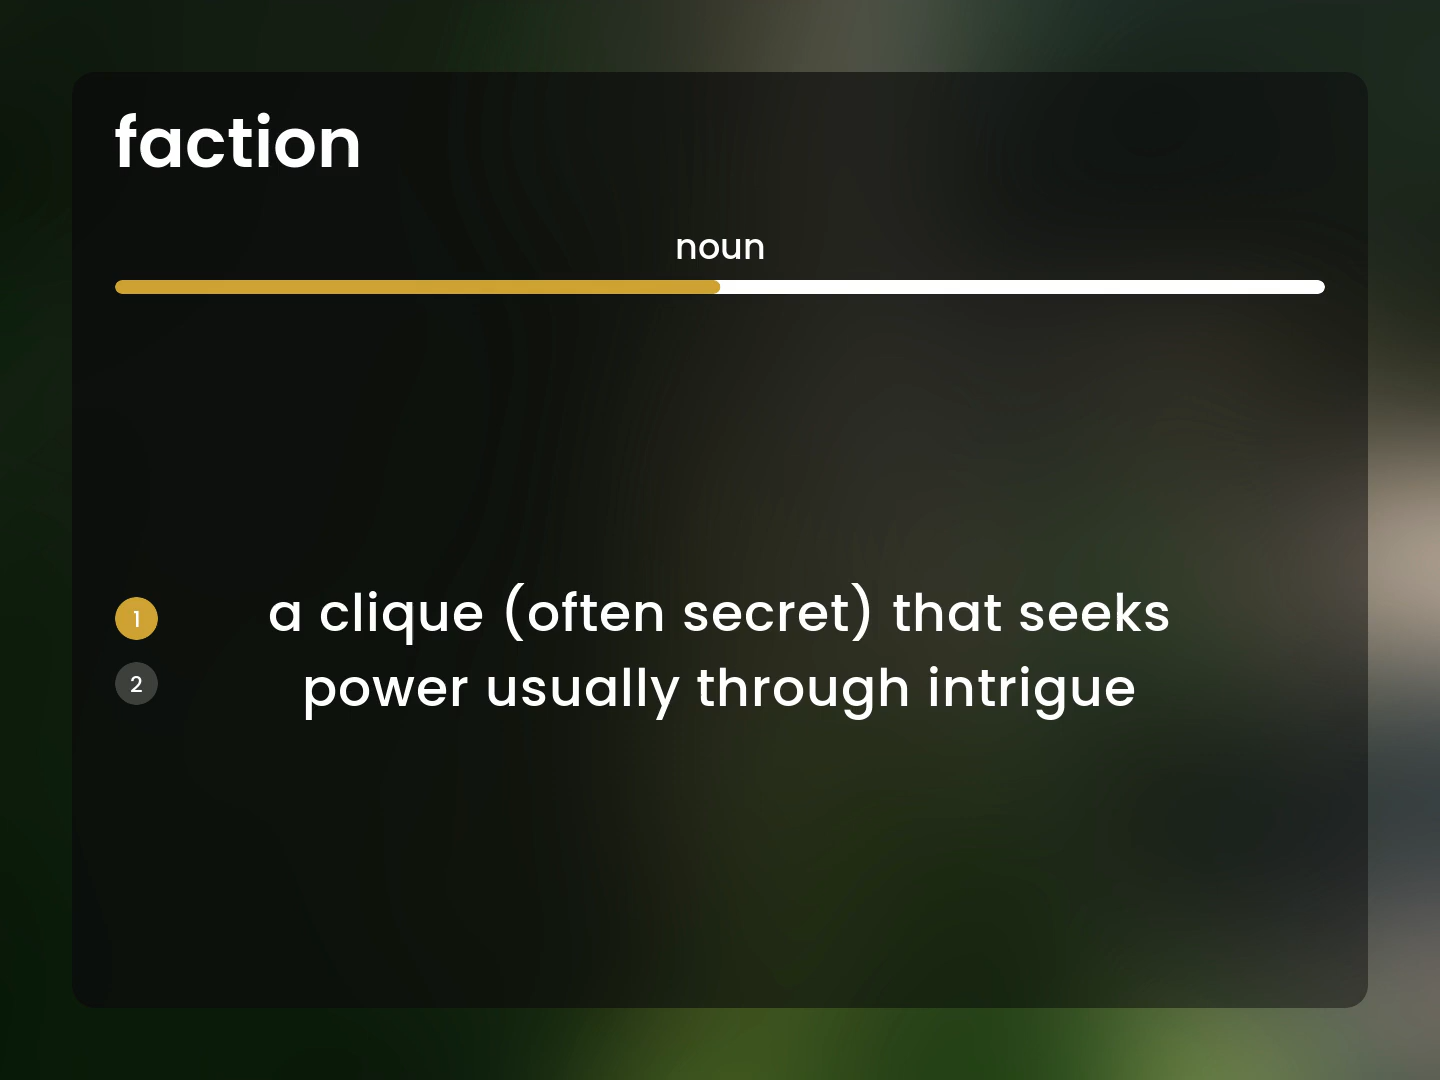 faction
noun
1
2
a clique (often secret) that seeks
power usually through intrigue